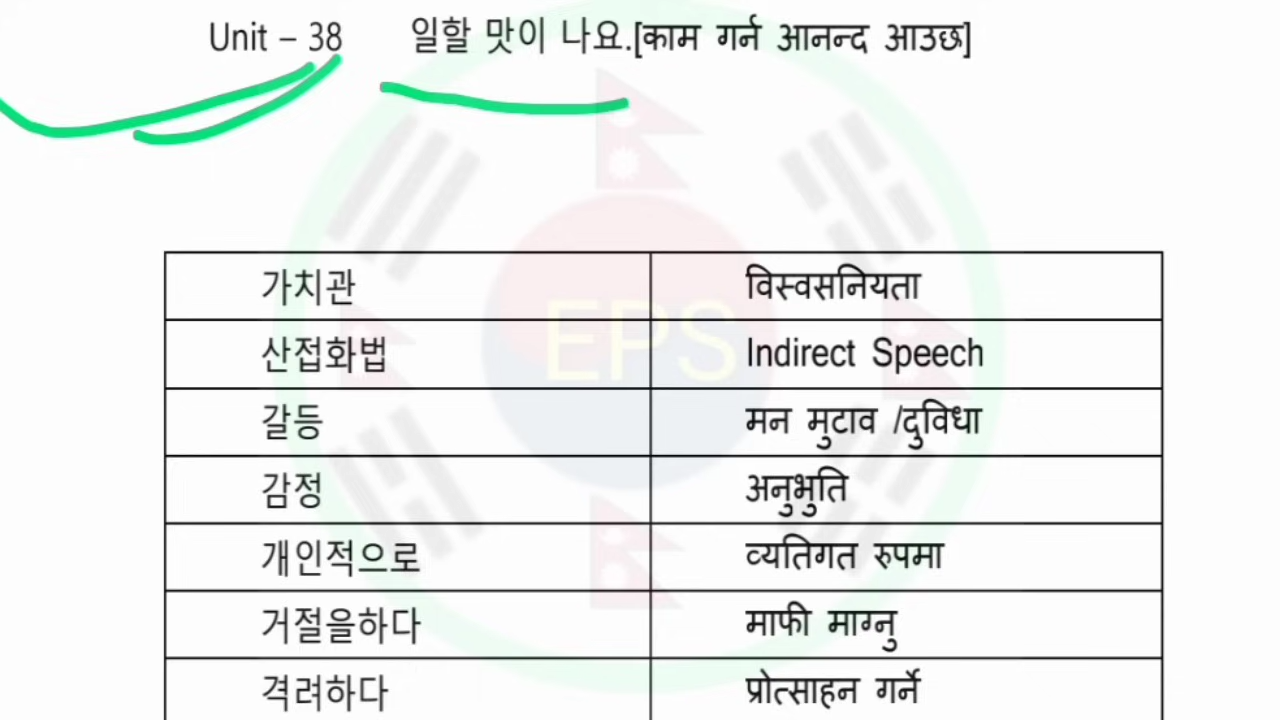 Unit – 38 일할 맛이 나요.[काम गर्न आनन्द आउछ]
EPS
가치관 विस्वसनियता
산접화법 Indirect Speech
갈등 मन मुटाव /दुविधा
감정 अनुभुति
개인적으로 व्यतिगत रुपमा
거절을하다 माफी माग्नु
격려하다 प्रोत्साहन गर्ने